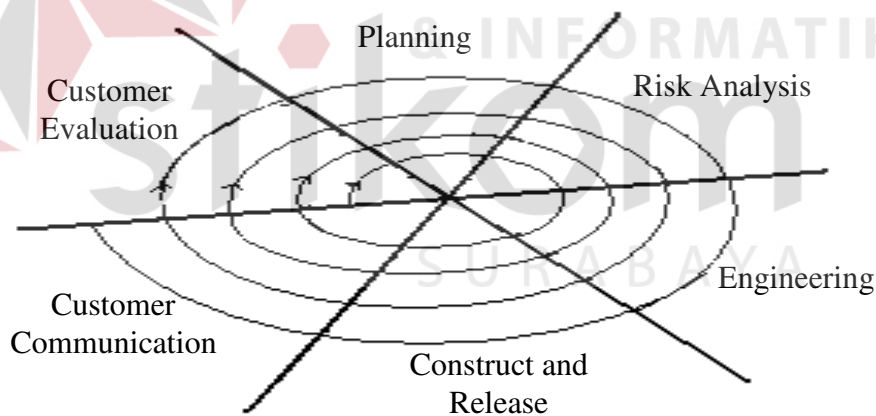 & INFORMATIK
Planning
Risk Analysis
Customer
Evaluation
stikom
SURABAYA
Engineering
Customer
Communication
Construct and
Release